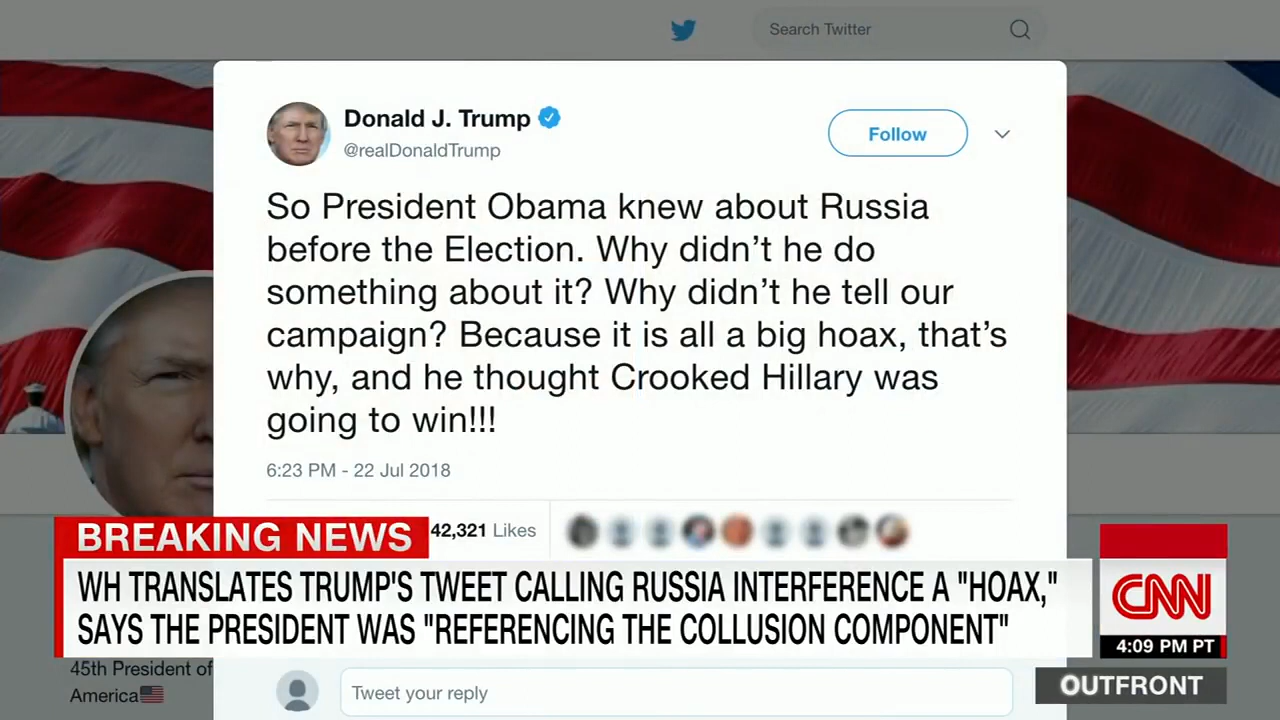 Search Twitter
Donald J. Trump
@realDonaldTrump
Follow
So President Obama knew about Russia
before the Election. Why didn't he do
something about it? Why didn't he tell our
campaign? Because it is all a big hoax, that's
why, and he thought Crooked Hillary was
going to win!!!
6:23 PM - 22 Jul 2018
42,321 Likes
BREAKING NEWS
WH TRANSLATES TRUMP'S TWEET CALLING RUSSIA INTERFERENCE A "HOAX,"
SAYS THE PRESIDENT WAS "REFERENCING THE COLLUSION COMPONENT"
CNN
4:09 PM PT
OUTFRONT
45th President of
America
Tweet your reply